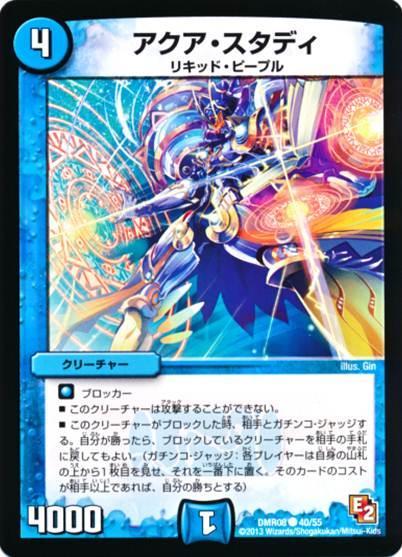 4
アクア・スタディ
リキッド・ピープル
illus. Gin
クリーチャー
ブロッカー
■このクリーチャーは攻撃することができない。
■このクリーチャーがブロックした時、相手とガチンコ・ジャッジす
る。自分が勝ったら、ブロックしているクリーチャーを相手の手札
に戻してもよい。(ガチンコ・ジャッジ:各プレイヤーは自身の山札
の上から1枚目を見せ、それを一番下に置く。そのカードのコスト
が相手以上であれば、自分の勝ちとする)
4000
1
DMR08 40/55
©2013 Wizards/Shogakukan/Mitsui-Kids
E2